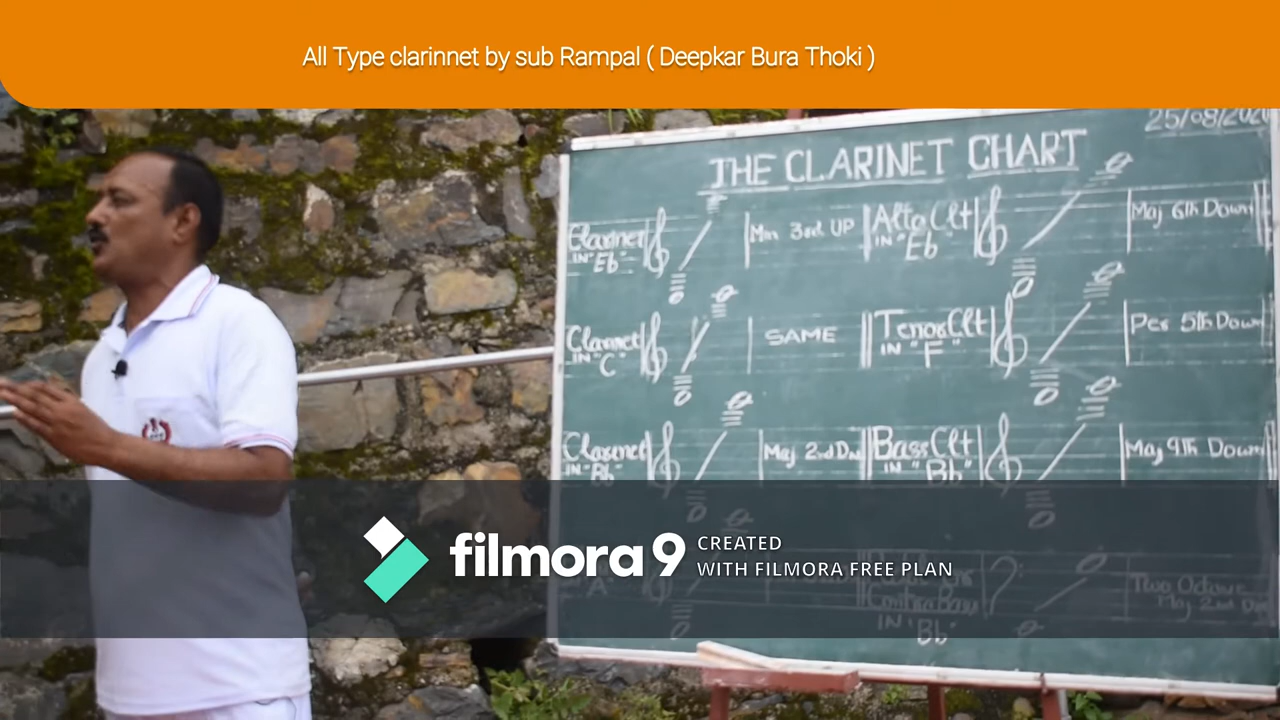 All Type clarinnet by sub Rampal ( Deepkar Bura Thoki )
25/08/202
THE CLARINET CHART
Clarinet IN "Eb" Min 3rd UP Alto Clt IN "Eb" Maj 6th Down
Clarinet IN "C" SAME Tenor Clt IN "F" Per 5th Down
Clarinet IN "Bb" Maj 2nd Dn Bass Clt IN "Bb" Maj 9th Down
filmora9 CREATED
WITH FILMORA FREE PLAN
A Contra Bass IN Bb Two Octave Maj 2nd Dn